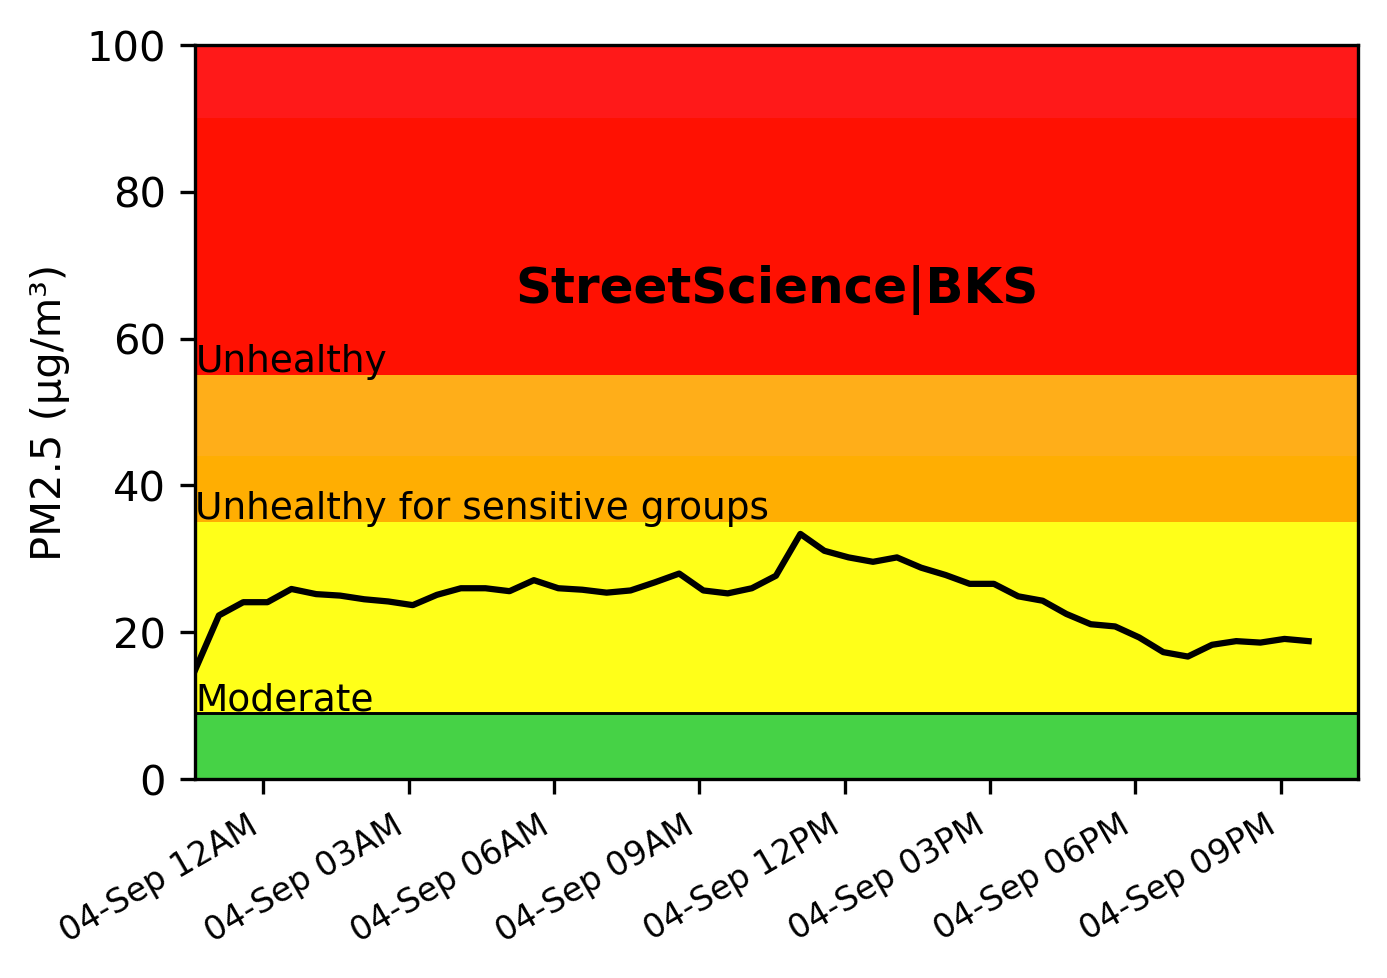 100
80
60
40
20
0
PM2.5 (µg/m³)
StreetScience|BKS
Unhealthy
Unhealthy for sensitive groups
Moderate
04-Sep 12AM
04-Sep 03AM
04-Sep 06AM
04-Sep 09AM
04-Sep 12PM
04-Sep 03PM
04-Sep 06PM
04-Sep 09PM